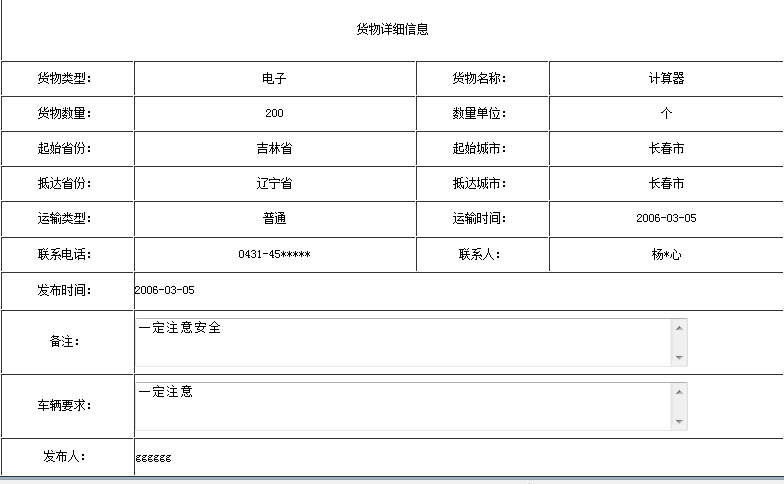 货物详细信息
货物类型： 电子 货物名称： 计算器
货物数量： 200 数量单位： 个
起始省份： 吉林省 起始城市： 长春市
抵达省份： 辽宁省 抵达城市： 长春市
运输类型： 普通 运输时间： 2006-03-05
联系电话： 0431-45***** 联系人： 杨*心
发布时间： 2006-03-05
备注： 一定注意安全
车辆要求： 一定注意
发布人： gggggg